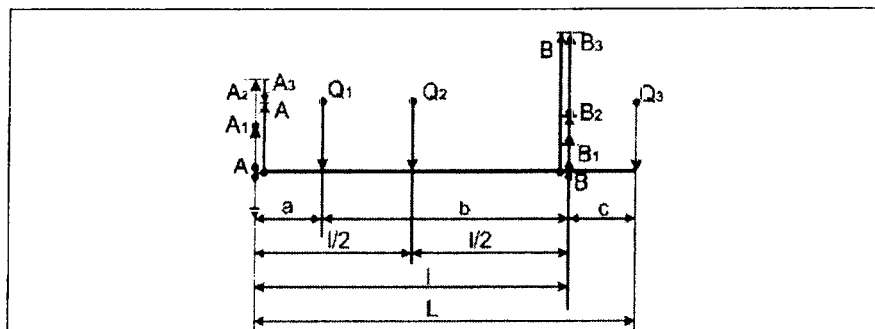 B B₃
A₂ A₃ Q₁ Q₂ Q₃
A
A₁ B₂
B₁
A B
a b c
l/2 l/2
l
L